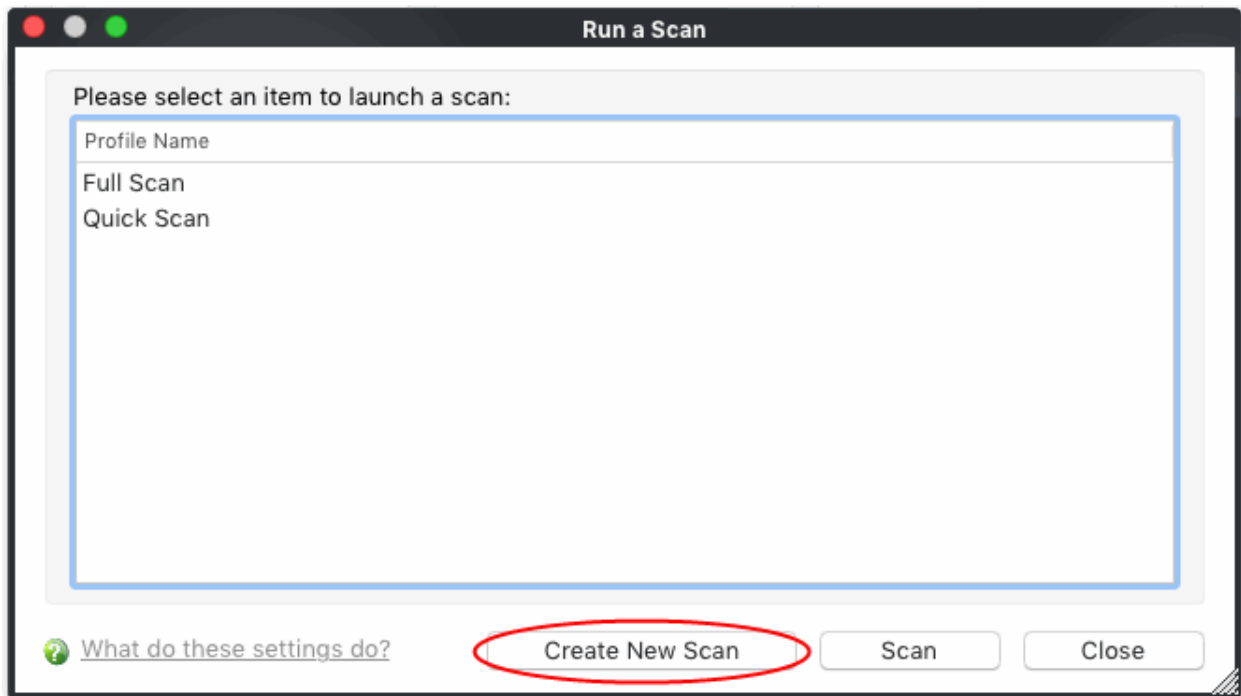 Run a Scan
Please select an item to launch a scan:
Profile Name
Full Scan
Quick Scan
What do these settings do?
Create New Scan
Scan
Close